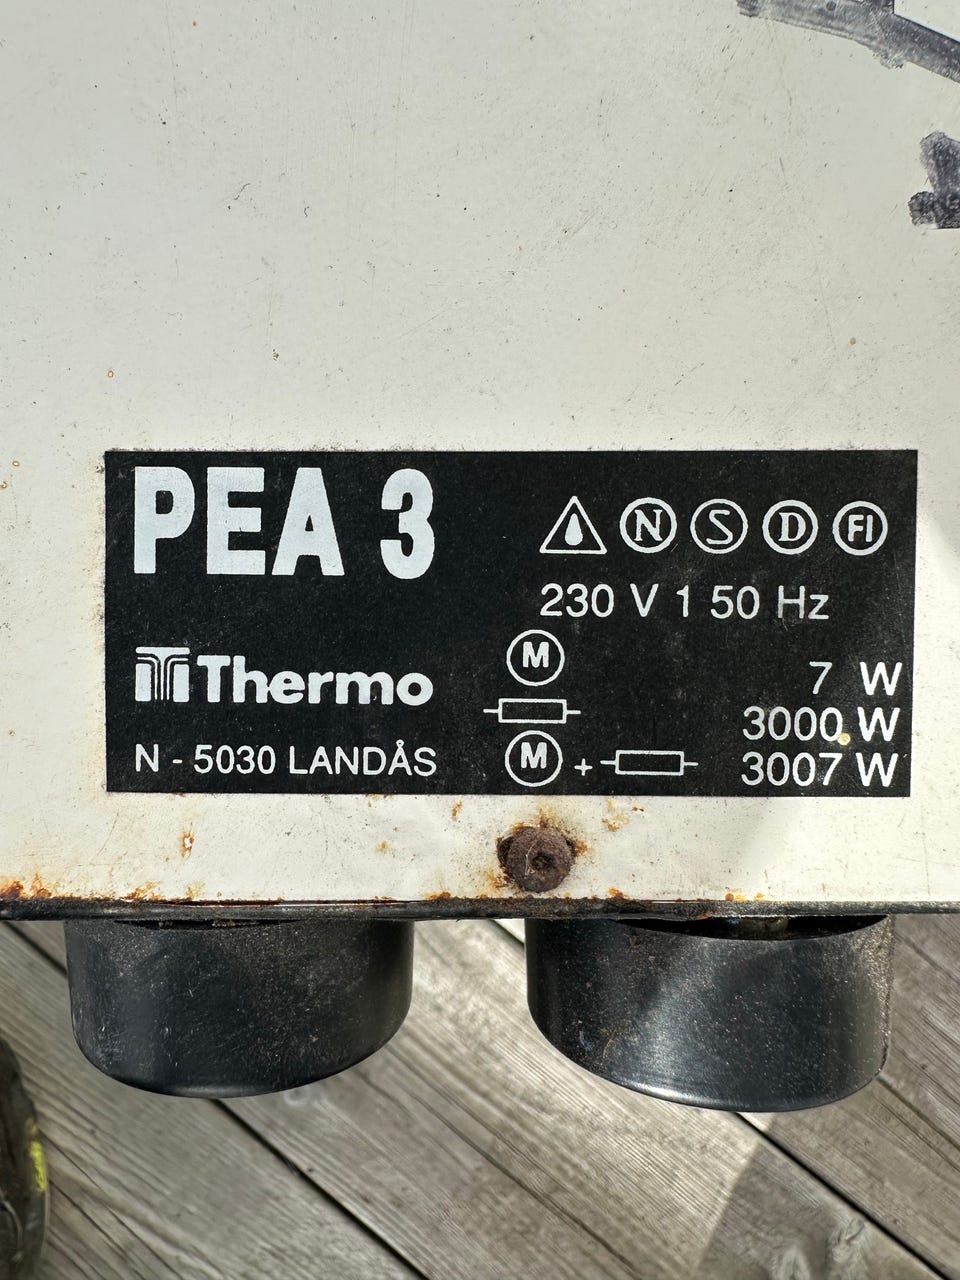 PEA 3
N S D FI
230 V 1 50 Hz
M 7 W
Thermo
3000 W
N - 5030 LANDÅS
M + 3007 W